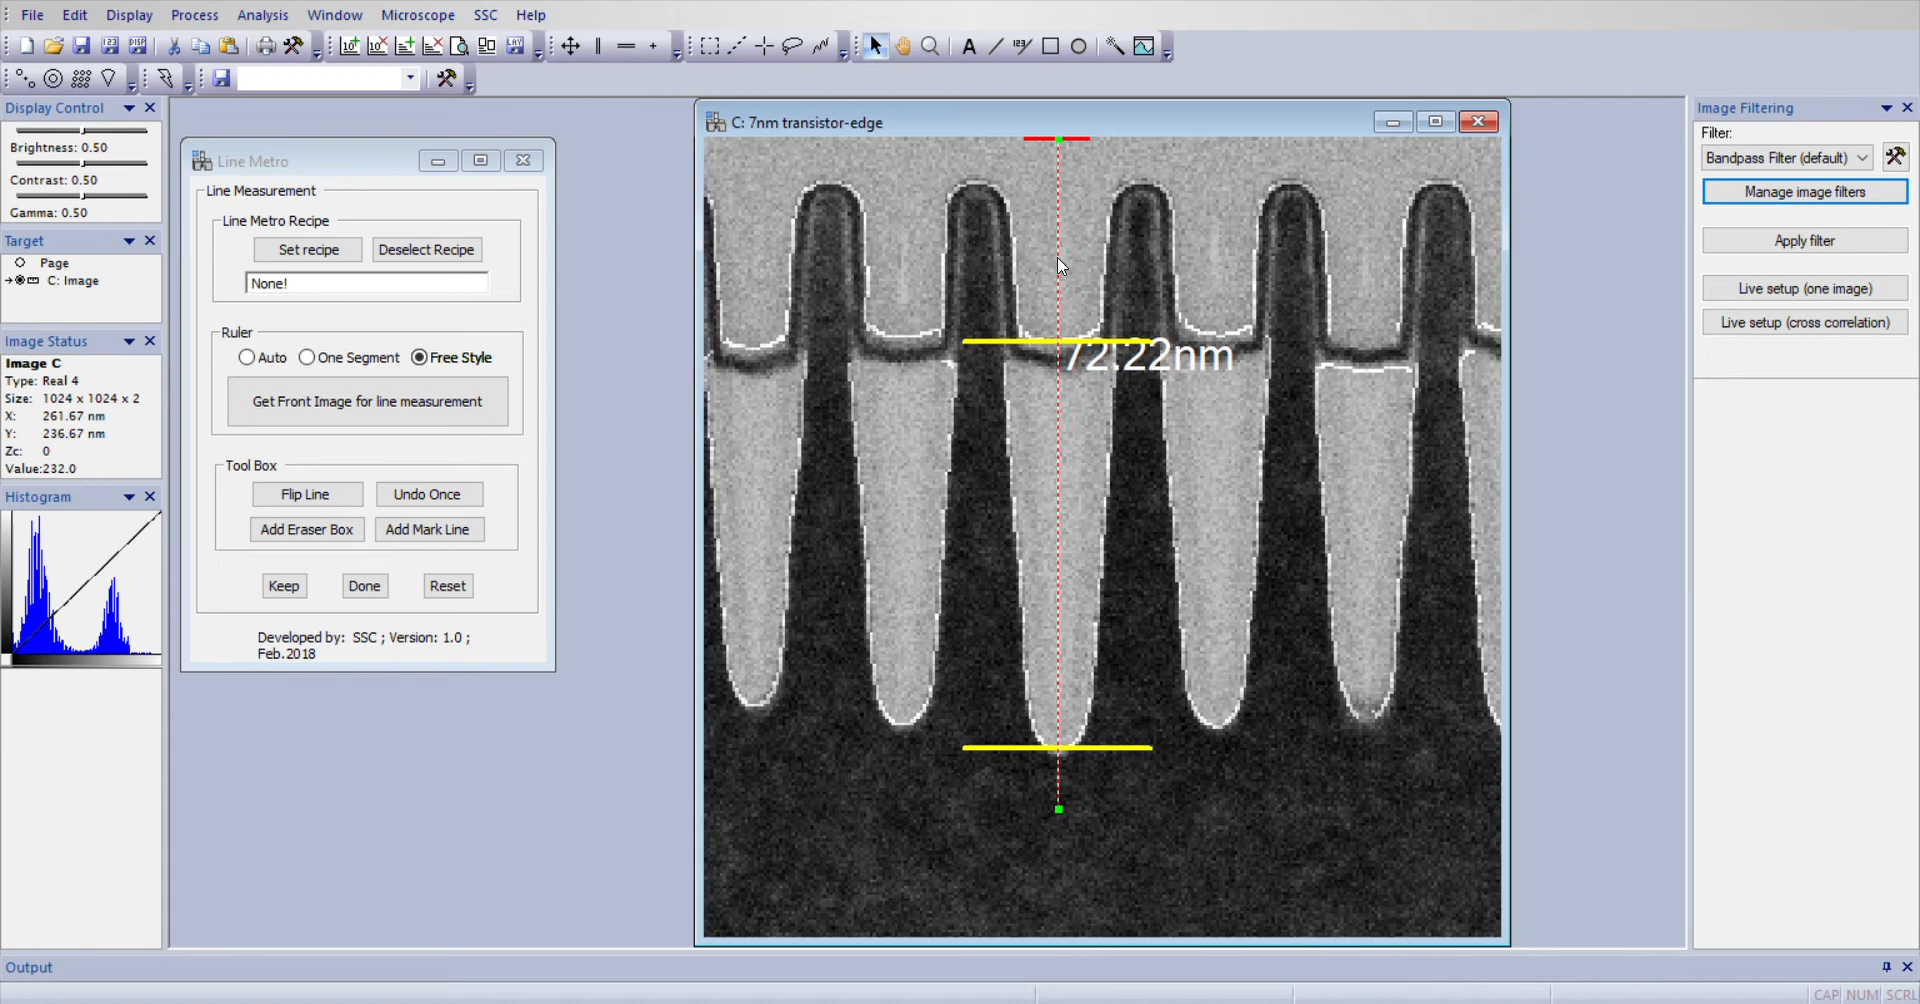 File Edit Display Process Analysis Window Microscope SSC Help
Display Control
Brightness: 0.50
Contrast: 0.50
Gamma: 0.50
Target
Page
C: Image
Image Status
Image C
Type: Real 4
Size: 1024 x 1024 x 2
X: 261.67 nm
Y: 236.67 nm
Zc: 0
Value:232.0
Histogram
Line Metro
Line Measurement
Line Metro Recipe
Set recipe Deselect Recipe
None!
Ruler
Auto One Segment Free Style
Get Front Image for line measurement
Tool Box
Flip Line Undo Once
Add Eraser Box Add Mark Line
Keep Done Reset
Developed by: SSC ; Version: 1.0 ;
Feb.2018
C: 7nm transistor-edge
72.22nm
Image Filtering
Filter:
Bandpass Filter (default)
Manage image filters
Apply filter
Live setup (one image)
Live setup (cross correlation)
Output
CAP NUM SCRL